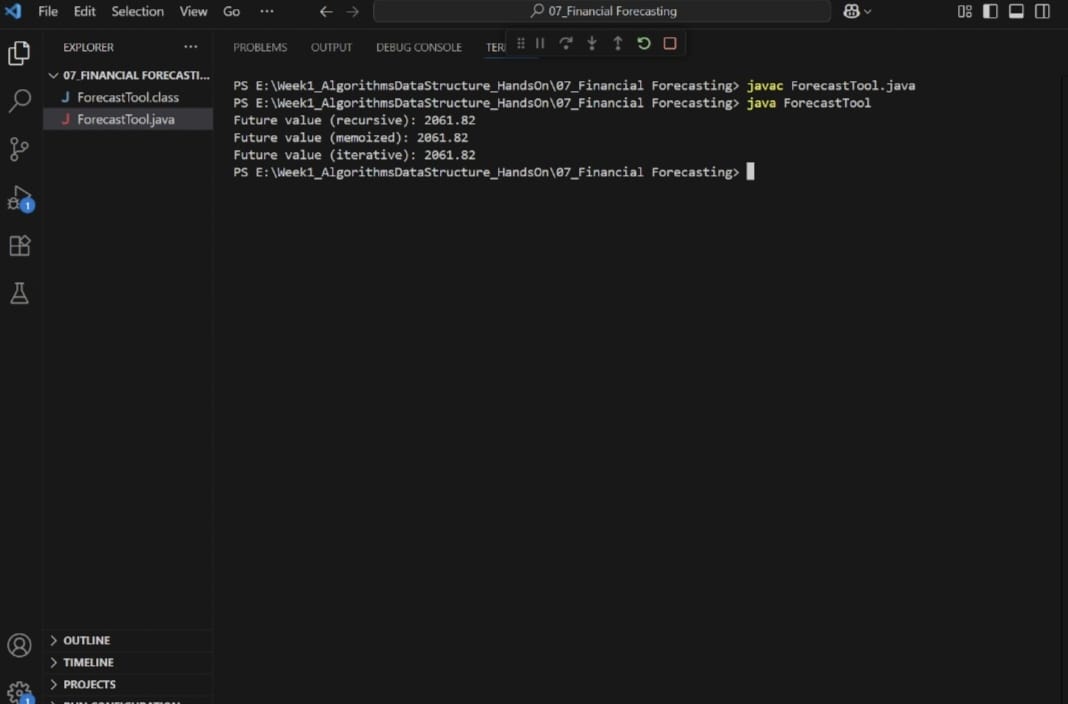 File Edit Selection View Go ··· 07_Financial Forecasting
EXPLORER ···
07_FINANCIAL FORECASTI...
J ForecastTool.class
J ForecastTool.java
PROBLEMS OUTPUT DEBUG CONSOLE TER
PS E:\Week1_AlgorithmsDataStructure_HandsOn\07_Financial Forecasting> javac ForecastTool.java
PS E:\Week1_AlgorithmsDataStructure_HandsOn\07_Financial Forecasting> java ForecastTool
Future value (recursive): 2061.82
Future value (memoized): 2061.82
Future value (iterative): 2061.82
PS E:\Week1_AlgorithmsDataStructure_HandsOn\07_Financial Forecasting>
1
OUTLINE
TIMELINE
PROJECTS
RUN CONFIGURATION
1